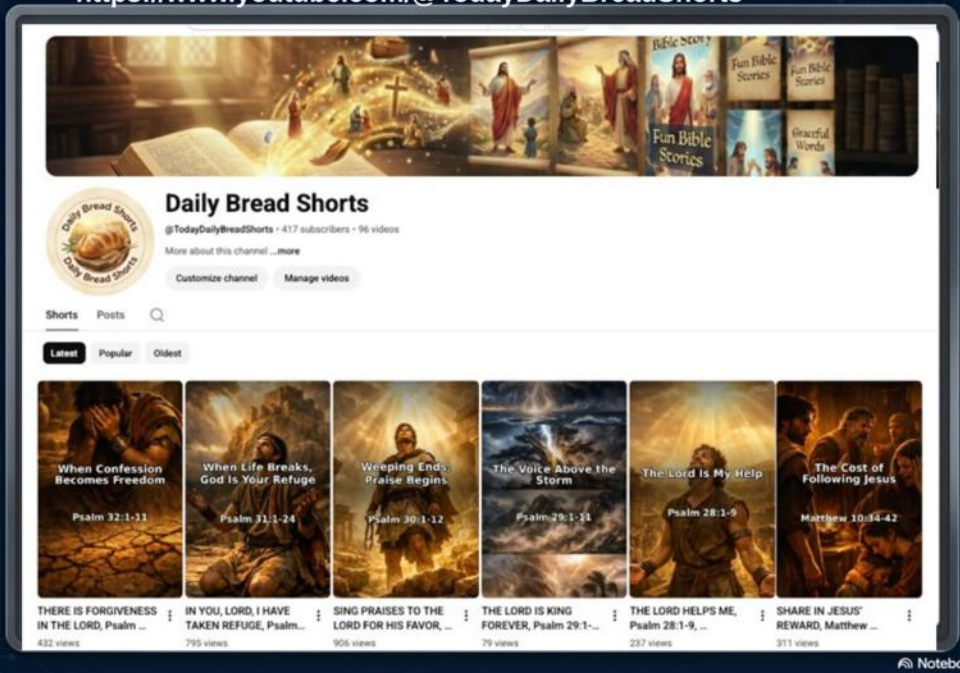 https://www.youtube.com/@TodayDailyBreadShorts
Bible Story
Fun Bible
Stories
Fun Bible
Stories
Fun Bible
Stories
Graceful
Words
Daily Bread Shorts
Daily Bread Shorts
Daily Bread Shorts
@TodayDailyBreadShorts • 417 subscribers • 96 videos
More about this channel ...more
Customize channel Manage videos
Shorts Posts
Latest Popular Oldest
When Confession
Becomes Freedom
Psalm 32:1-11
When Life Breaks,
God Is Your Refuge
Psalm 31:1-24
Weeping Ends,
Praise Begins
Psalm 30:1-12
The Voice Above the
Storm
Psalm 29:1-11
The Lord Is My Help
Psalm 28:1-9
The Cost of
Following Jesus
Matthew 10:34-42
THERE IS FORGIVENESS
IN THE LORD, Psalm ...
432 views
IN YOU, LORD, I HAVE
TAKEN REFUGE, Psalm...
795 views
SING PRAISES TO THE
LORD FOR HIS FAVOR, ...
906 views
THE LORD IS KING
FOREVER, Psalm 29:1-...
79 views
THE LORD HELPS ME,
Psalm 28:1-9, ...
237 views
SHARE IN JESUS'
REWARD, Matthew ...
311 views